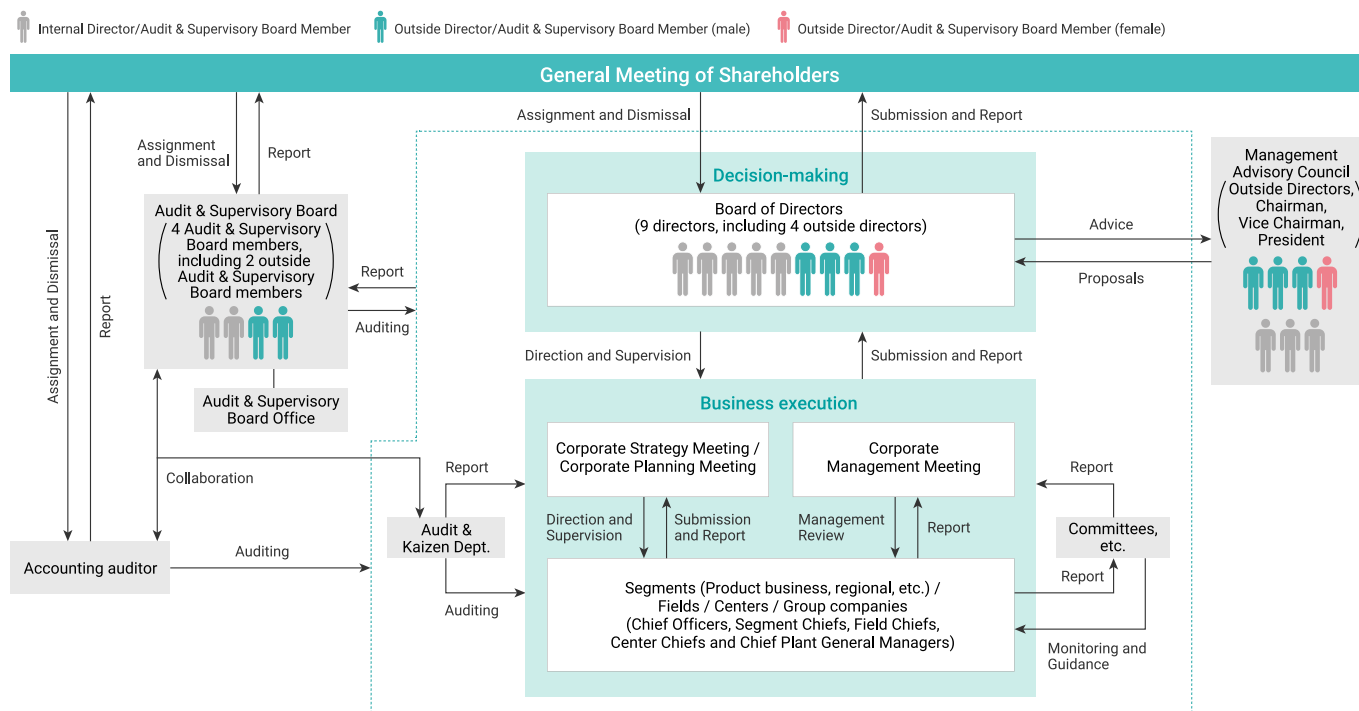 Internal Director/Audit & Supervisory Board Member
Outside Director/Audit & Supervisory Board Member (male)
Outside Director/Audit & Supervisory Board Member (female)
General Meeting of Shareholders
Assignment and Dismissal
Report
Assignment
and Dismissal
Report
Assignment and Dismissal
Submission and Report
Audit & Supervisory Board
(4 Audit & Supervisory
Board members,
including 2 outside
Audit & Supervisory
Board members)
Report
Auditing
Audit & Supervisory
Board Office
Decision-making
Board of Directors
(9 directors, including 4 outside directors)
Advice
Proposals
Management
Advisory Council
(Outside Directors,
Chairman,
Vice Chairman,
President)
Direction and Supervision
Submission and Report
Business execution
Corporate Strategy Meeting /
Corporate Planning Meeting
Corporate
Management Meeting
Collaboration
Report
Audit &
Kaizen Dept.
Auditing
Direction and
Supervision
Submission
and Report
Management
Review
Report
Report
Committees,
etc.
Report
Monitoring and
Guidance
Accounting auditor
Auditing
Segments (Product business, regional, etc.) /
Fields / Centers / Group companies
(Chief Officers, Segment Chiefs, Field Chiefs,
Center Chiefs and Chief Plant General Managers)